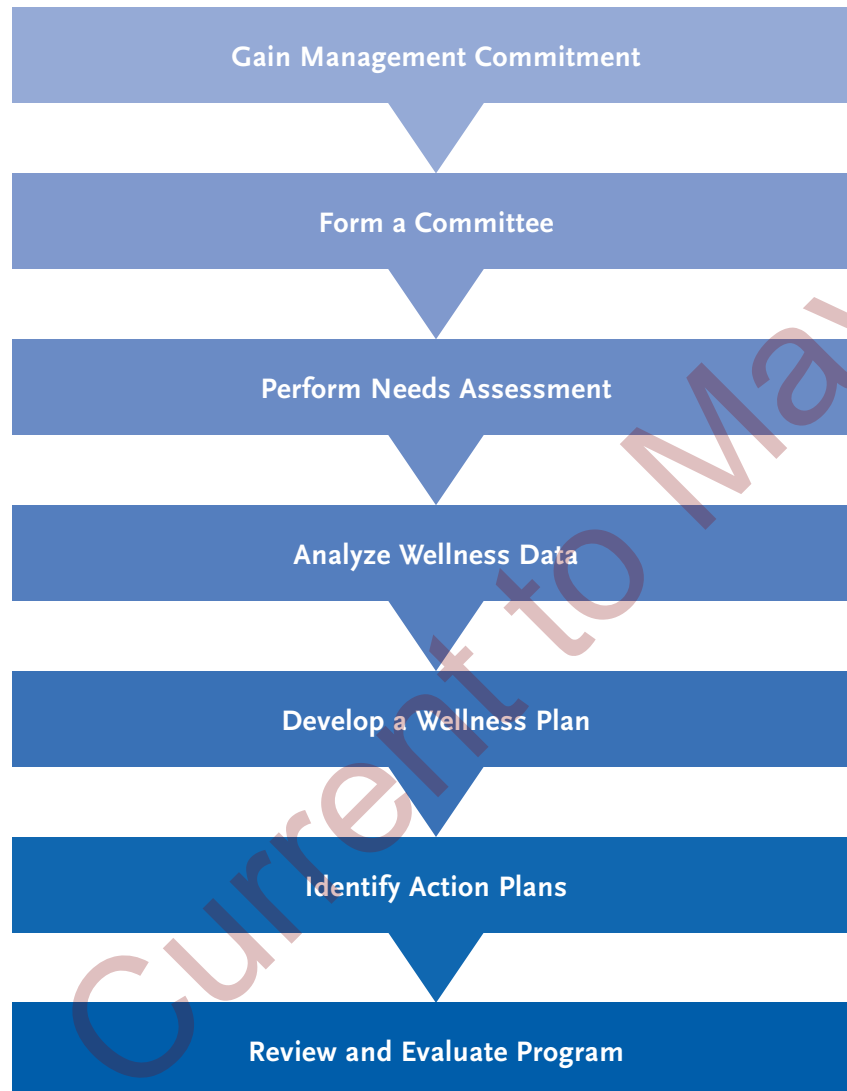 Gain Management Commitment
Form a Committee
Perform Needs Assessment
Analyze Wellness Data
Develop a Wellness Plan
Identify Action Plans
Review and Evaluate Program
Current to